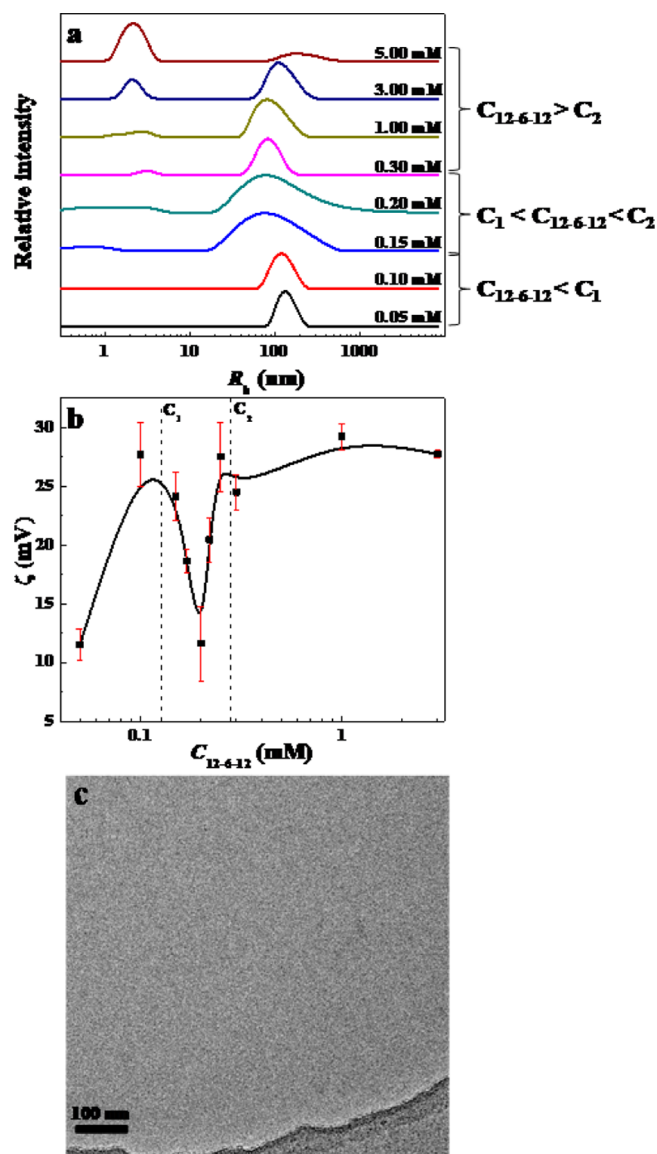 a
5.00 mM
3.00 mM
1.00 mM
0.30 mM
0.20 mM
0.15 mM
0.10 mM
0.05 mM
C12-6-12 > C2
C1 < C12-6-12 < C2
C12-6-12 < C1
Relative Intensity
1 10 100 1000
Rh (nm)
b
C1 C2
30
25
20
15
10
5
ζ (mV)
0.1 1
C12-6-12 (mM)
c
100 nm